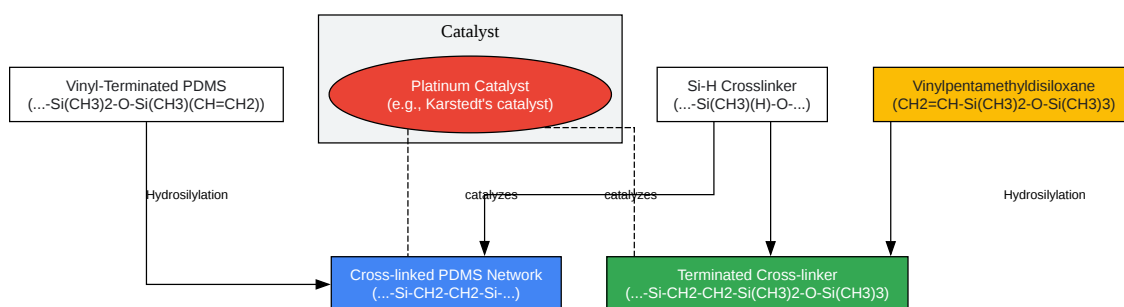 Catalyst
Vinyl-Terminated PDMS
(...-Si(CH3)2-O-Si(CH3)(CH=CH2))
Platinum Catalyst
(e.g., Karstedt's catalyst)
Si-H Crosslinker
(...-Si(CH3)(H)-O-...)
Vinylpentamethyldisiloxane
(CH2=CH-Si(CH3)2-O-Si(CH3)3)
Hydrosilylation
catalyzes
catalyzes
Hydrosilylation
Cross-linked PDMS Network
(...-Si-CH2-CH2-Si-...)
Terminated Cross-linker
(...-Si-CH2-CH2-Si(CH3)2-O-Si(CH3)3)